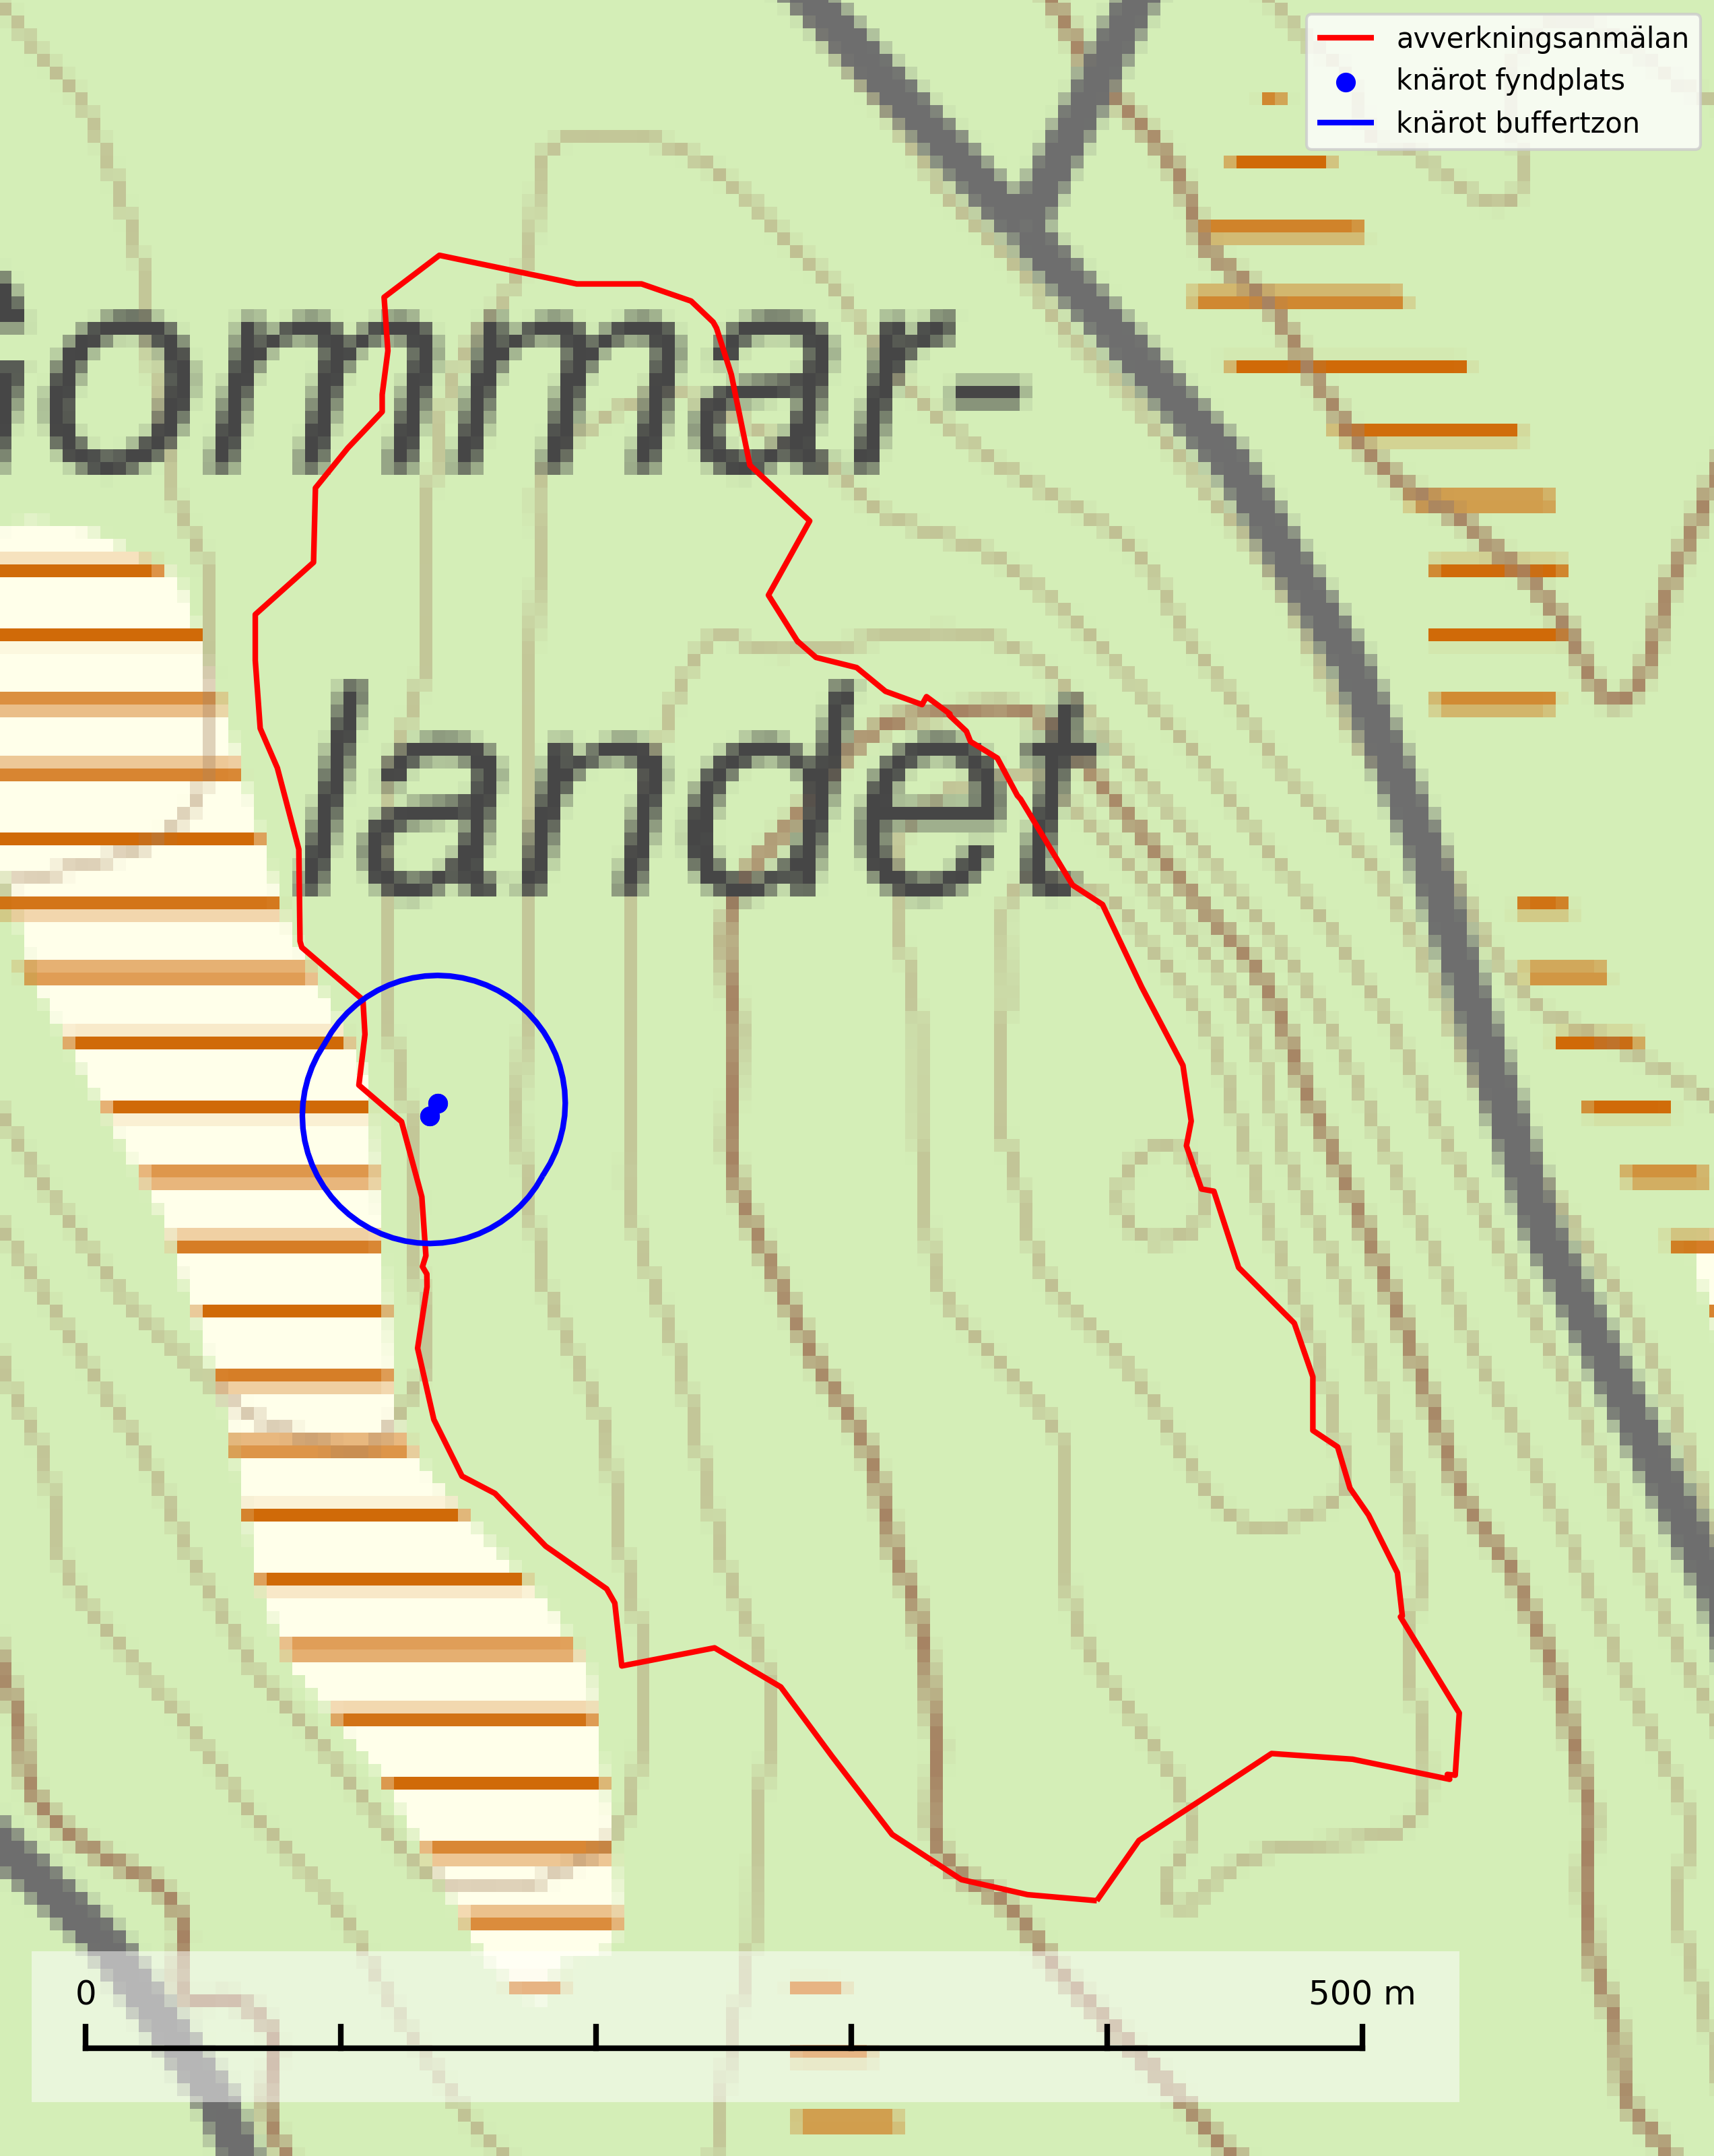 avverkningsanmälan
knärot fyndplats
knärot buffertzon
ommar-
landet
0 500 m